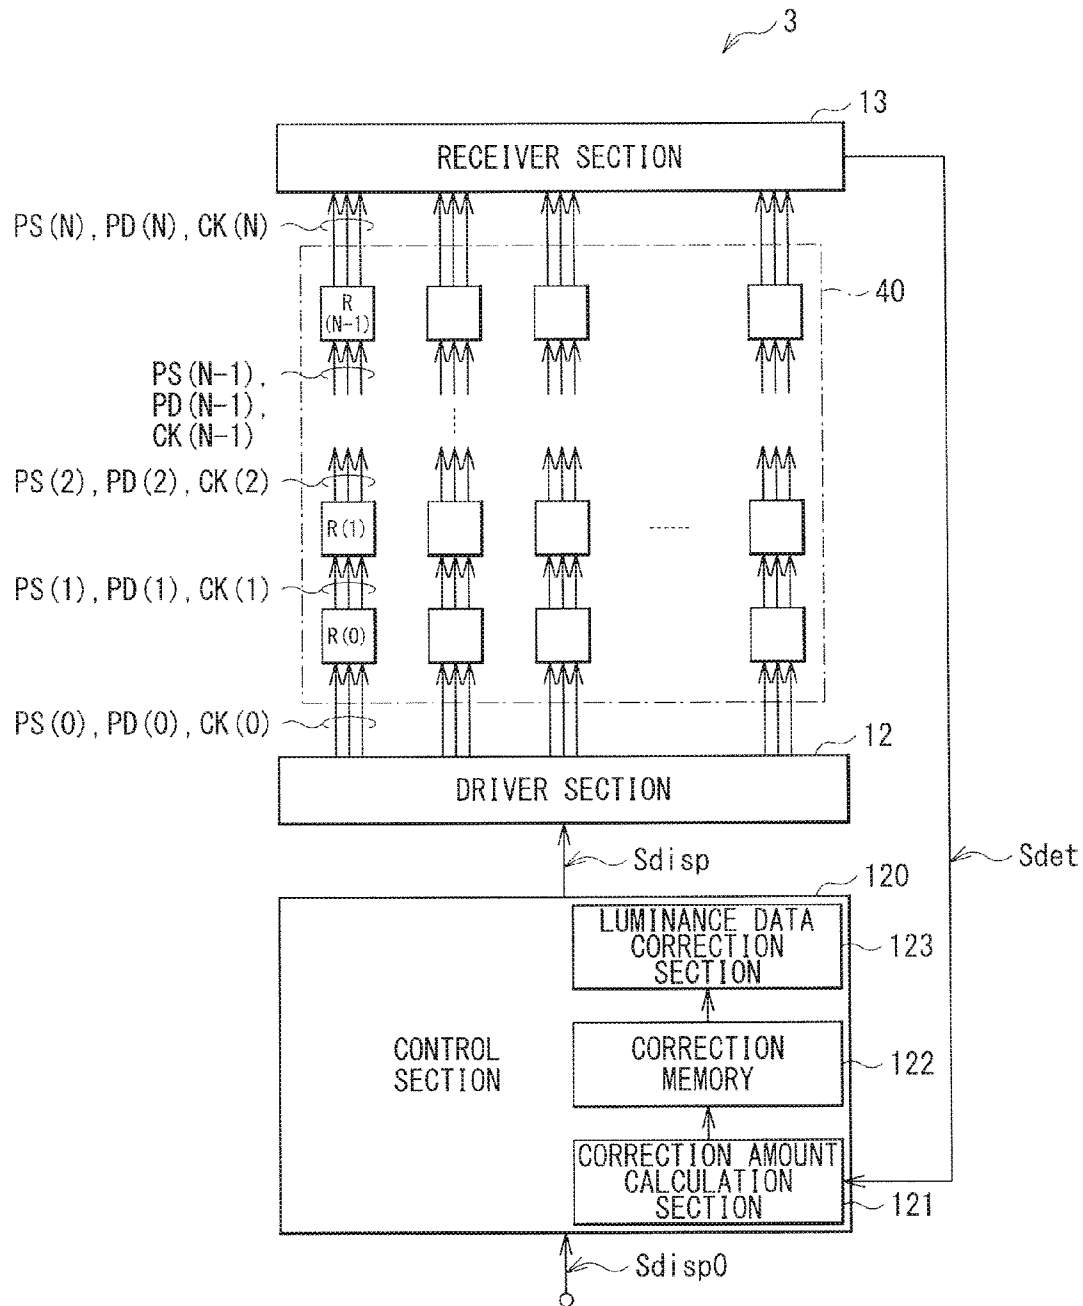 3
13
RECEIVER SECTION
PS(N), PD(N), CK(N)
40
R
(N-1)
PS(N-1),
PD(N-1),
CK(N-1)
PS(2), PD(2), CK(2)
R(1)
PS(1), PD(1), CK(1)
R(0)
PS(0), PD(0), CK(0)
12
DRIVER SECTION
Sdisp
Sdet
120
LUMINANCE DATA
CORRECTION
SECTION
123
CONTROL
SECTION
CORRECTION
MEMORY
122
CORRECTION AMOUNT
CALCULATION
SECTION
121
Sdisp0